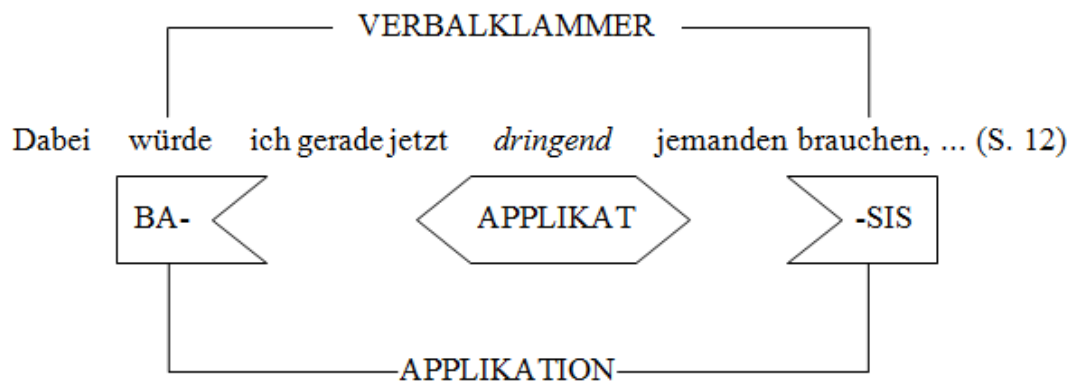 VERBALKLAMMER
Dabei würde ich gerade jetzt dringend jemanden brauchen, ... (S. 12)
BA- APPLIKAT -SIS
APPLIKATION